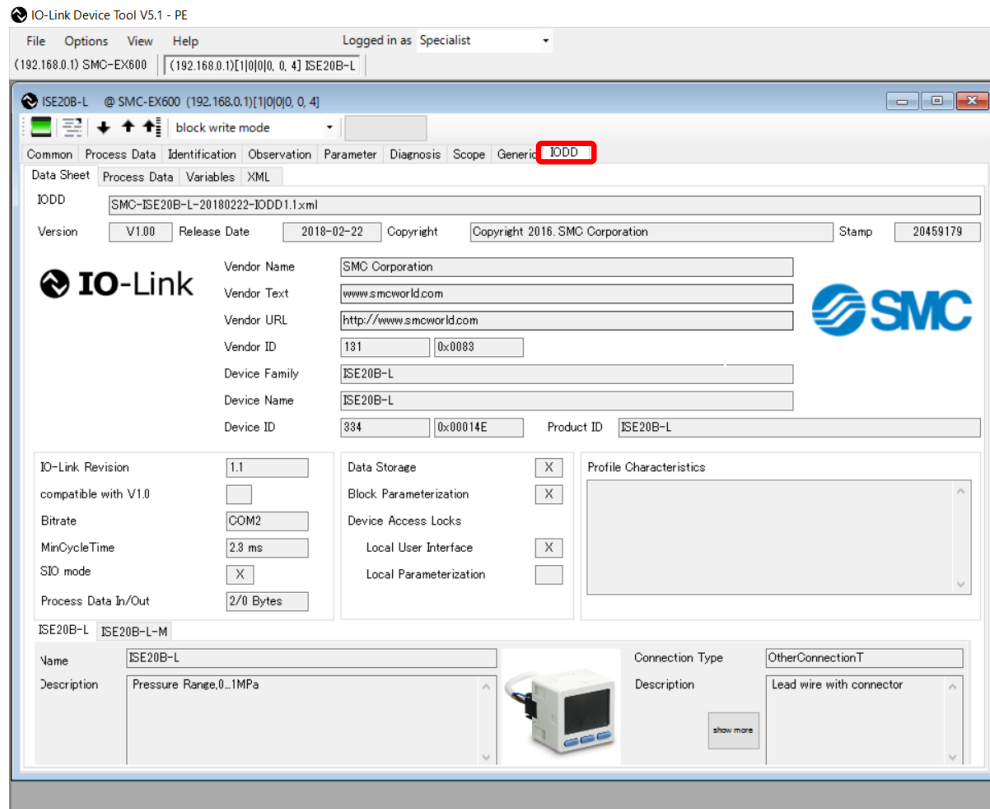 IO-Link Device Tool V5.1 - PE
File Options View Help Logged in as Specialist
(192.168.0.1) SMC-EX600 (192.168.0.1)[1|0|0|0, 0, 4] ISE20B-L
ISE20B-L @ SMC-EX600 (192.168.0.1)[1|0|0|0, 0, 4]
block write mode
Common Process Data Identification Observation Parameter Diagnosis Scope Generic IODD
Data Sheet Process Data Variables XML
IODD SMC-ISE20B-L-20180222-IODD1.1.xml
Version V1.00 Release Date 2018-02-22 Copyright Copyright 2016. SMC Corporation Stamp 20459179
IO-Link
SMC
Vendor Name SMC Corporation
Vendor Text www.smcworld.com
Vendor URL http://www.smcworld.com
Vendor ID 131 0x0083
Device Family ISE20B-L
Device Name ISE20B-L
Device ID 334 0x00014E Product ID ISE20B-L
IO-Link Revision 1.1
compatible with V1.0
Bitrate COM2
MinCycleTime 2.3 ms
SIO mode X
Process Data In/Out 2/0 Bytes
Data Storage X
Block Parameterization X
Device Access Locks
Local User Interface X
Local Parameterization
Profile Characteristics
ISE20B-L ISE20B-L-M
Name ISE20B-L
Description Pressure Range,0...1MPa
Connection Type OtherConnectionT
Description Lead wire with connector
show more